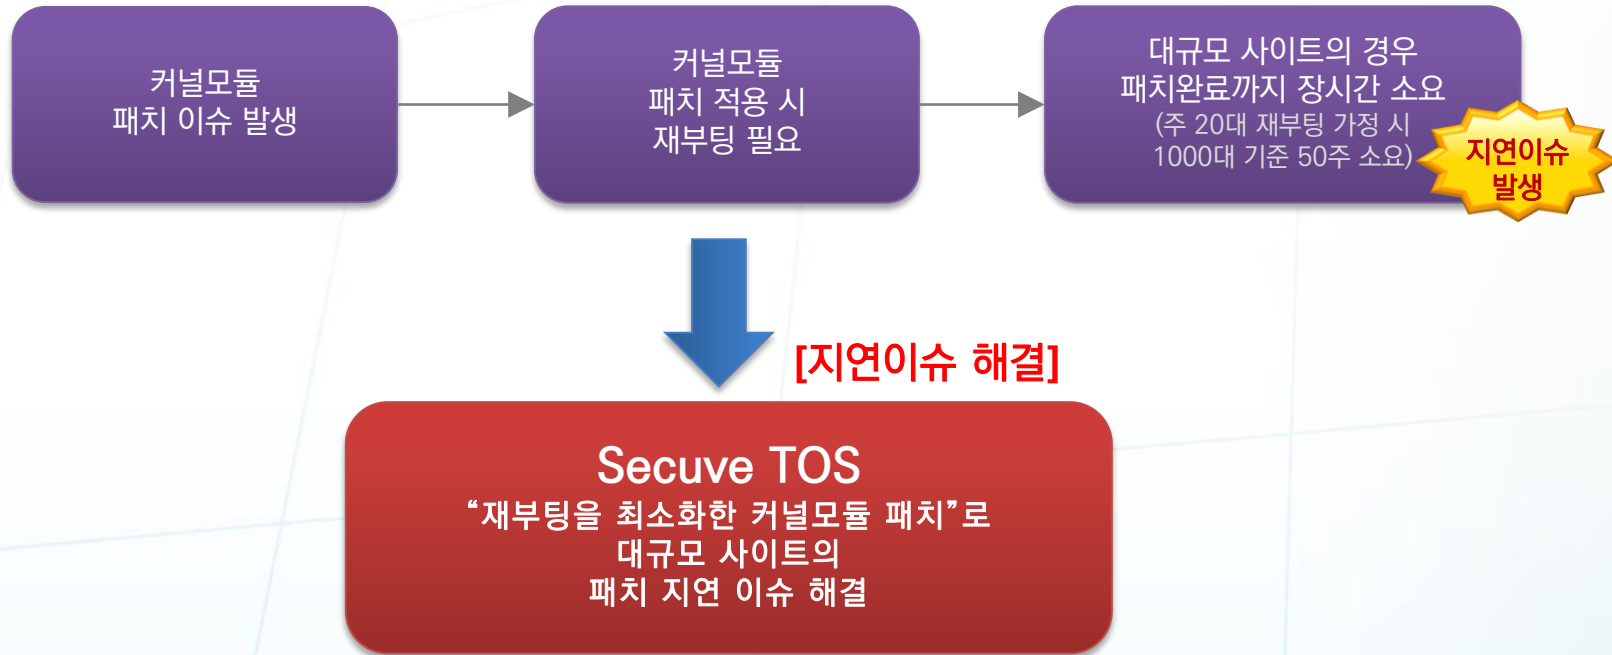 커널모듈
패치 이슈 발생
커널모듈
패치 적용 시
재부팅 필요
대규모 사이트의 경우
패치완료까지 장시간 소요
(주 20대 재부팅 가정 시
1000대 기준 50주 소요)
지연이슈
발생
[지연이슈 해결]
Secuve TOS
“재부팅을 최소화한 커널모듈 패치”로
대규모 사이트의
패치 지연 이슈 해결